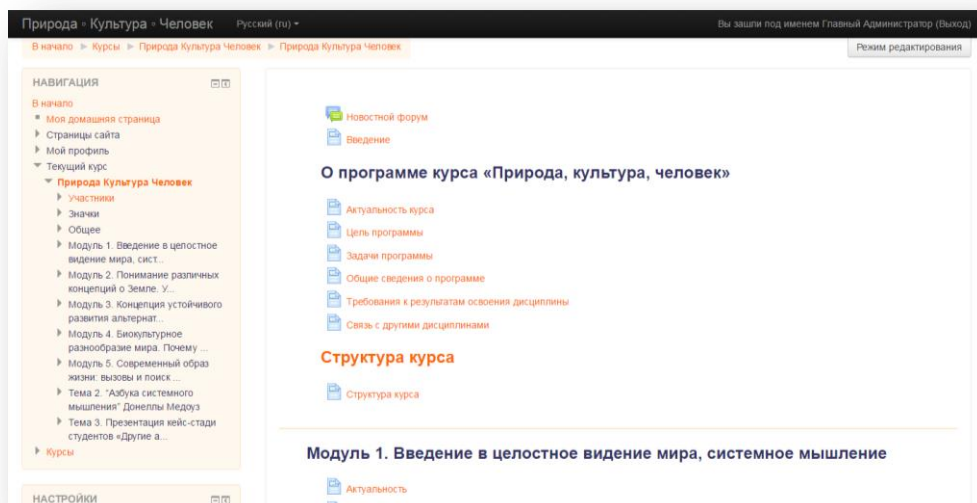 Природа • Культура • Человек Русский (ru)
Вы зашли под именем Главный Администратор (Выход)
В начало Курсы Природа Культура Человек Природа Культура Человек
Режим редактирования
НАВИГАЦИЯ
В начало
Моя домашняя страница
Страницы сайта
Мой профиль
Текущий курс
Природа Культура Человек
Участники
Значки
Общее
Модуль 1. Введение в целостное
видение мира, сист...
Модуль 2. Понимание различных
концепций о Земле. У...
Модуль 3. Концепция устойчивого
развития альтернат...
Модуль 4. Биокультурное
разнообразие мира. Почему ...
Модуль 5. Современный образ
жизни: вызовы и поиск ...
Тема 2. "Азбука системного
мышления" Донеллы Медоуз
Тема 3. Презентация кейс-стади
студентов «Другие а...
Курсы
НАСТРОЙКИ
Новостной форум
Введение
О программе курса «Природа, культура, человек»
Актуальность курса
Цель программы
Задачи программы
Общие сведения о программе
Требования к результатам освоения дисциплины
Связь с другими дисциплинами
Структура курса
Структура курса
Модуль 1. Введение в целостное видение мира, системное мышление
Актуальность